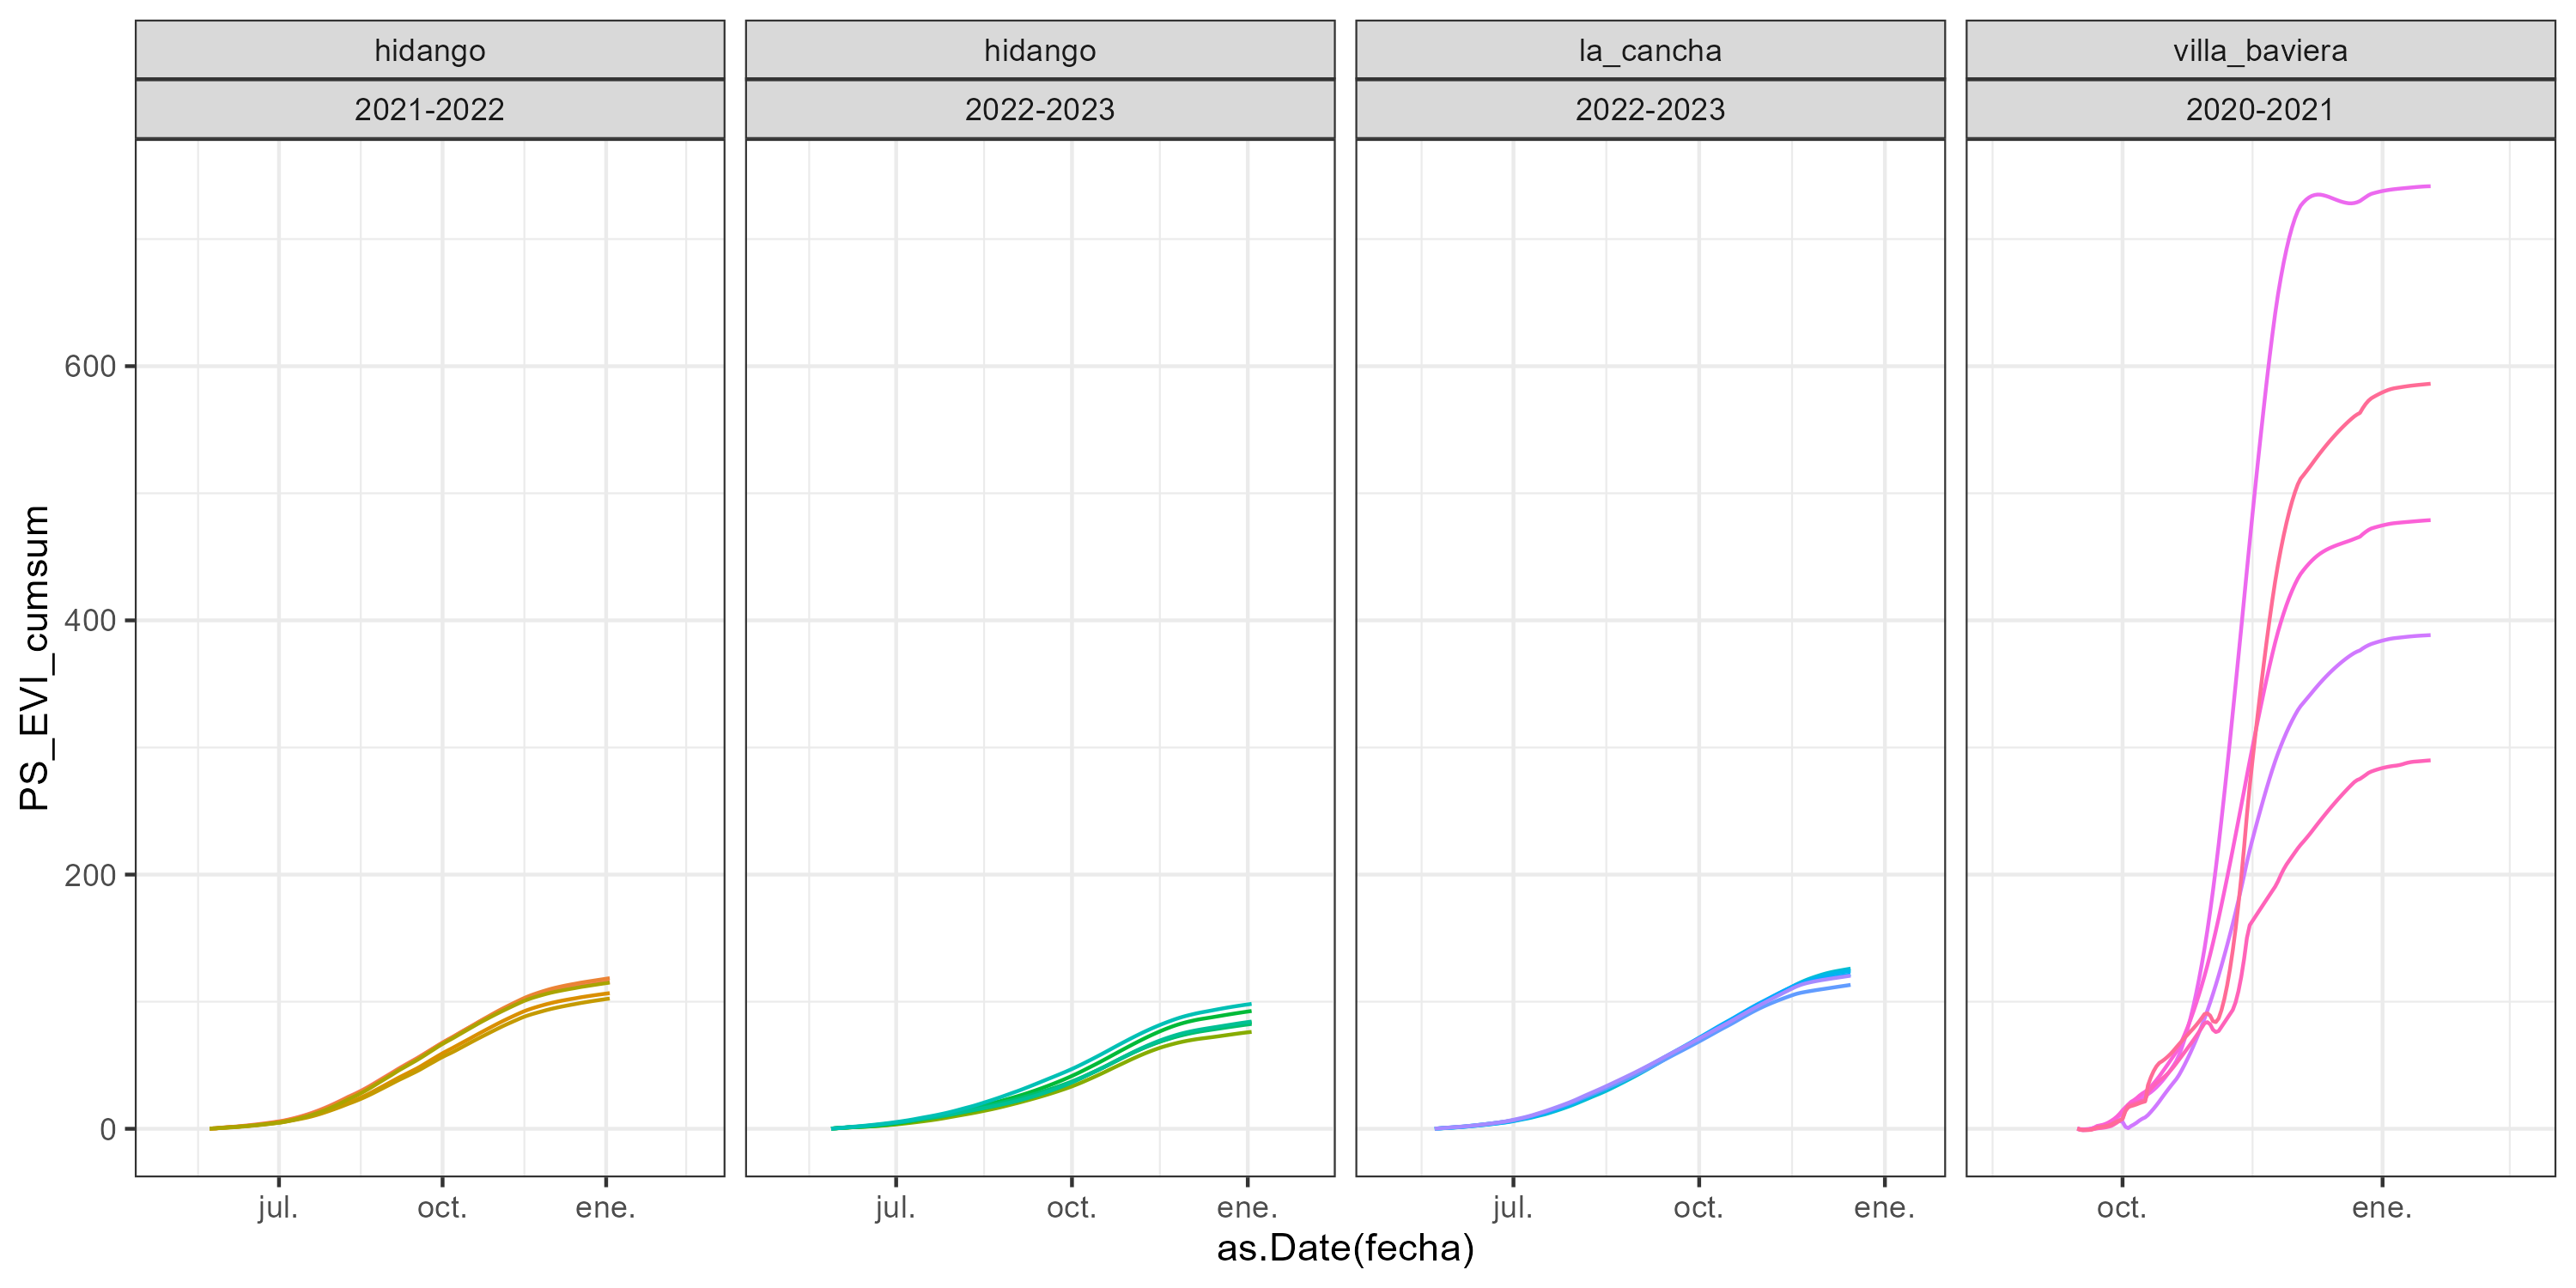 hidango
hidango
la_cancha
villa_baviera
2021-2022
2022-2023
2022-2023
2020-2021
PS_EVI_cumsum
600
400
200
0
jul.
oct.
ene.
jul.
oct.
ene.
jul.
oct.
ene.
oct.
ene.
as.Date(fecha)